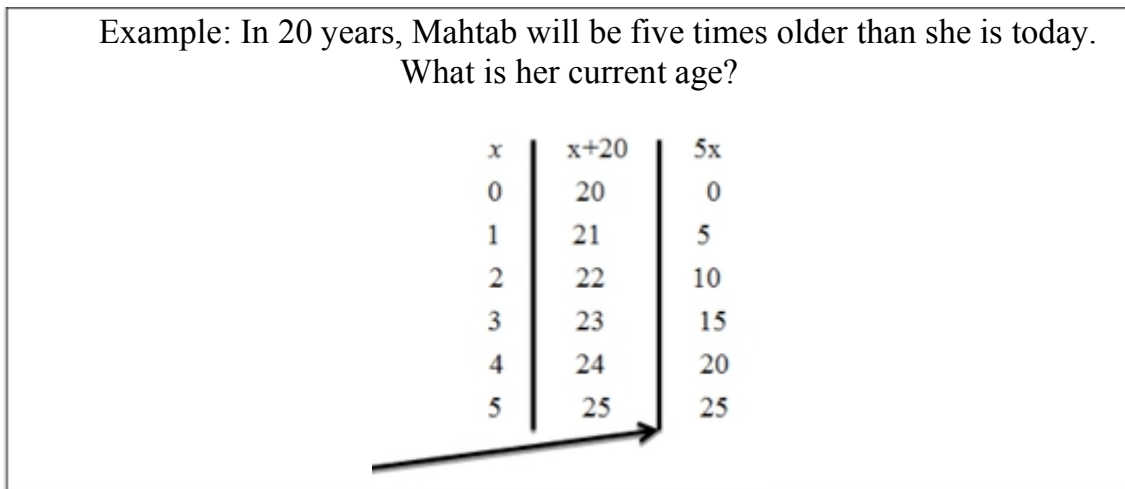 Example: In 20 years, Mahtab will be five times older than she is today.
What is her current age?
x x+20 5x
0 20 0
1 21 5
2 22 10
3 23 15
4 24 20
5 25 25